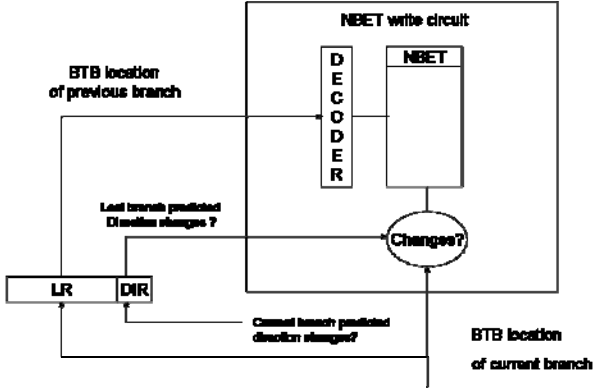 NBET write circuit
BTB location
of previous branch
DECODER
NBET
Last branch predicted
Direction changes ?
Changes?
LR
DIR
Current branch predicted
direction changes?
BTB location
of current branch